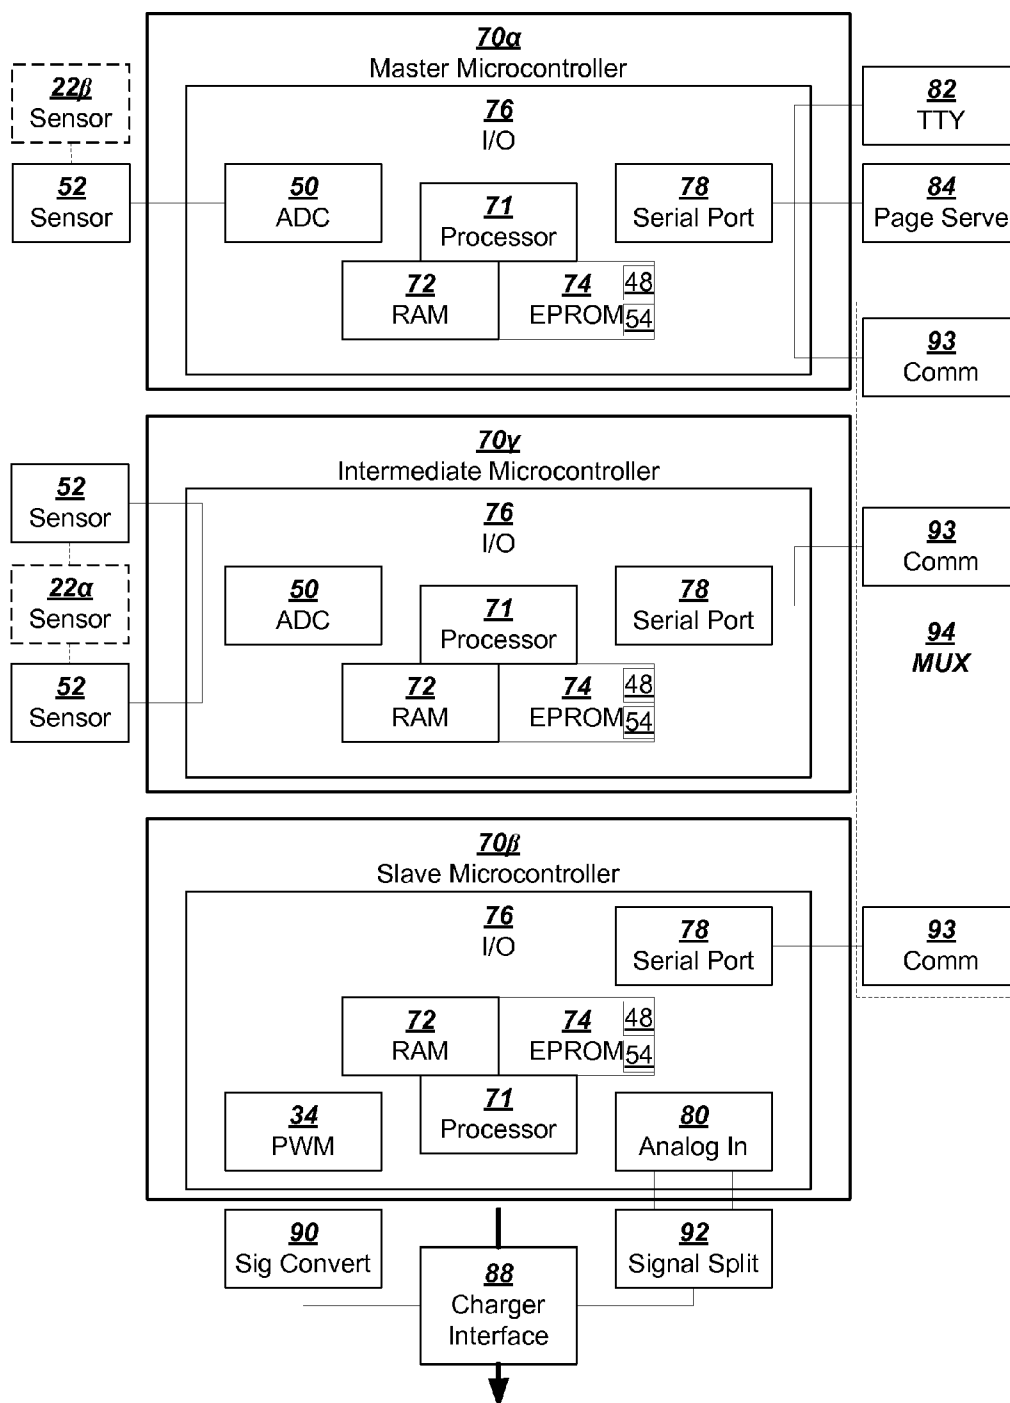 70α
Master Microcontroller
22β
Sensor
76
I/O
82
TTY
52
Sensor
50
ADC
71
Processor
78
Serial Port
84
Page Serve
72
RAM
74
EPROM
48
54
93
Comm
70γ
Intermediate Microcontroller
52
Sensor
76
I/O
93
Comm
22α
Sensor
50
ADC
71
Processor
78
Serial Port
94
MUX
52
Sensor
72
RAM
74
EPROM
48
54
70β
Slave Microcontroller
76
I/O
78
Serial Port
93
Comm
72
RAM
74
EPROM
48
54
34
PWM
71
Processor
80
Analog In
90
Sig Convert
88
Charger
Interface
92
Signal Split